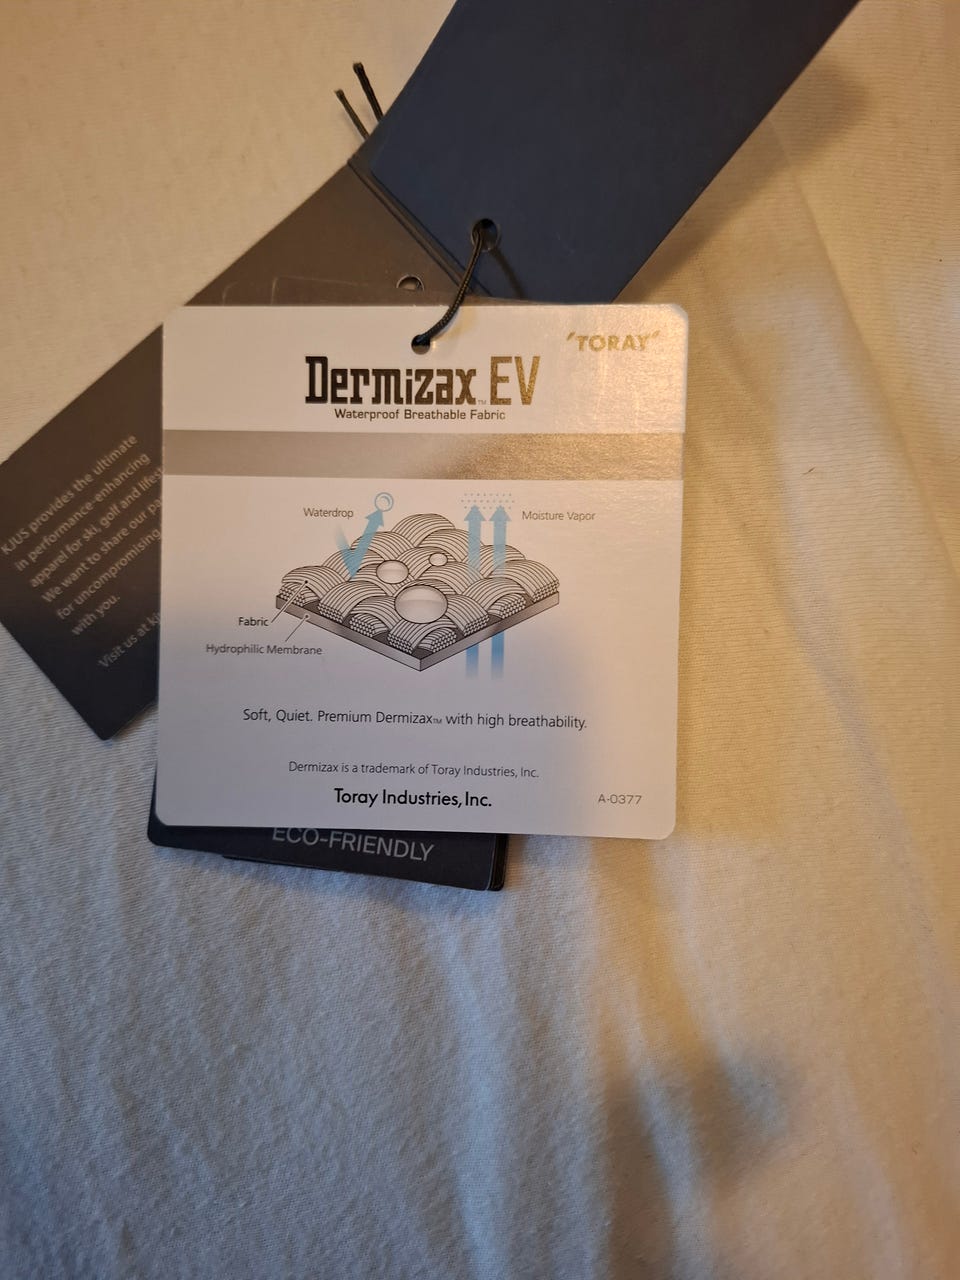 "TORAY"
Dermizax™ EV
Waterproof Breathable Fabric
Waterdrop
Moisture Vapor
Fabric
Hydrophilic Membrane
Soft, Quiet. Premium Dermizax™ with high breathability.
Dermizax is a trademark of Toray Industries, Inc.
Toray Industries, Inc.
A-0377
KJUS provides the ultimate
in performance-enhancing
apparel for ski, golf and
We want to share our
for uncompromising
with you.
Visit us at
ECO-FRIENDLY